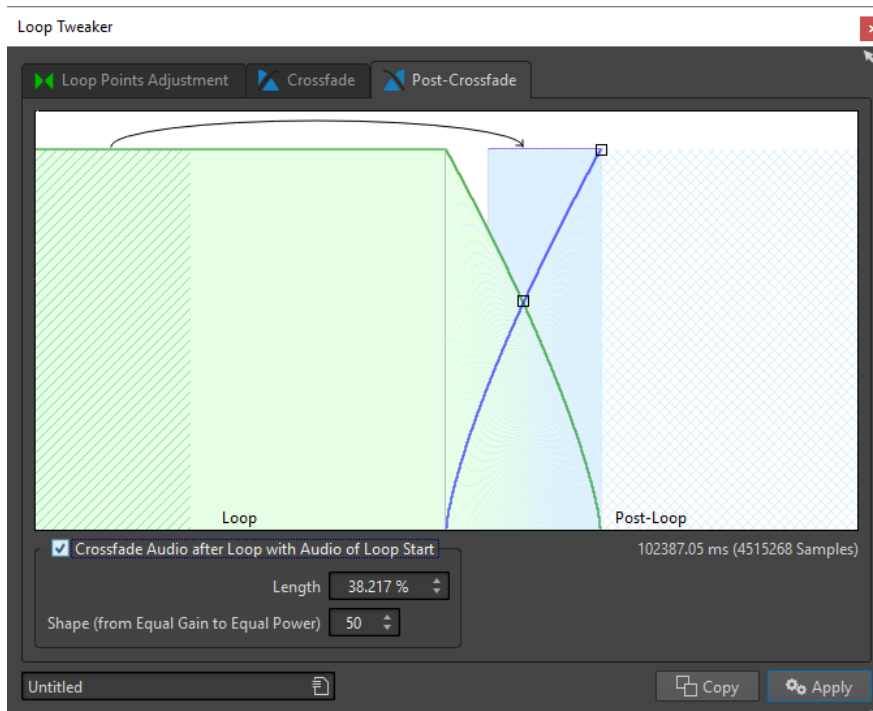 Loop Tweaker
Loop Points Adjustment
Crossfade
Post-Crossfade
Loop
Post-Loop
Crossfade Audio after Loop with Audio of Loop Start
102387.05 ms (4515268 Samples)
Length 38.217 %
Shape (from Equal Gain to Equal Power) 50
Untitled
Copy
Apply